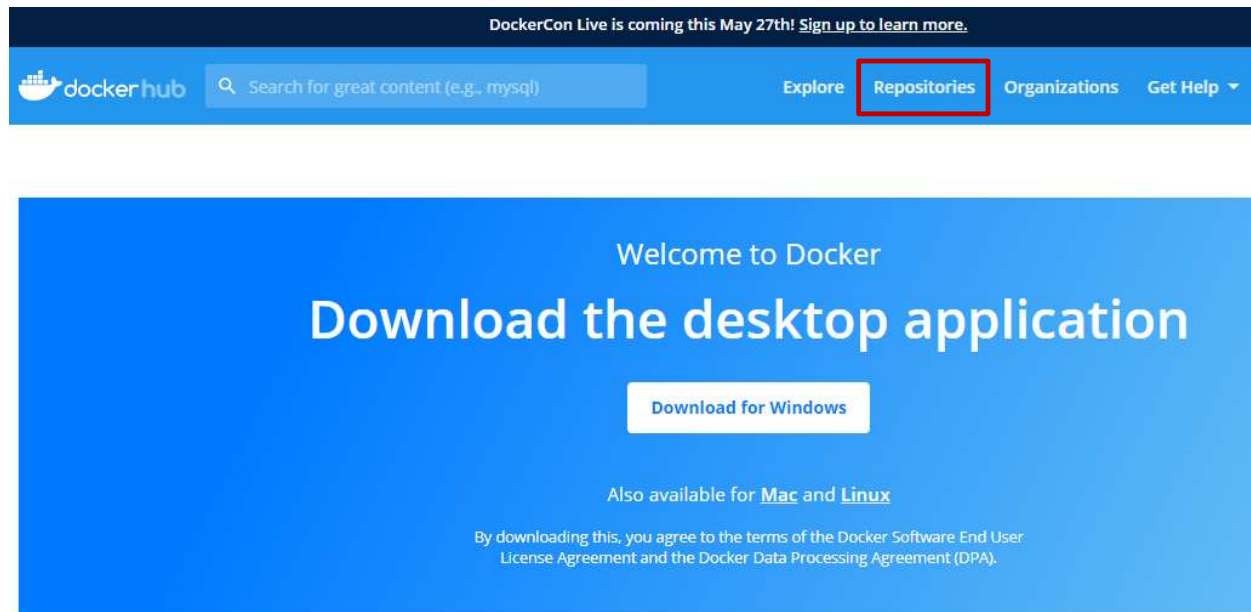 DockerCon Live is coming this May 27th! Sign up to learn more.
dockerhub
Search for great content (e.g., mysql)
Explore
Repositories
Organizations
Get Help
Welcome to Docker
Download the desktop application
Download for Windows
Also available for Mac and Linux
By downloading this, you agree to the terms of the Docker Software End User
License Agreement and the Docker Data Processing Agreement (DPA).